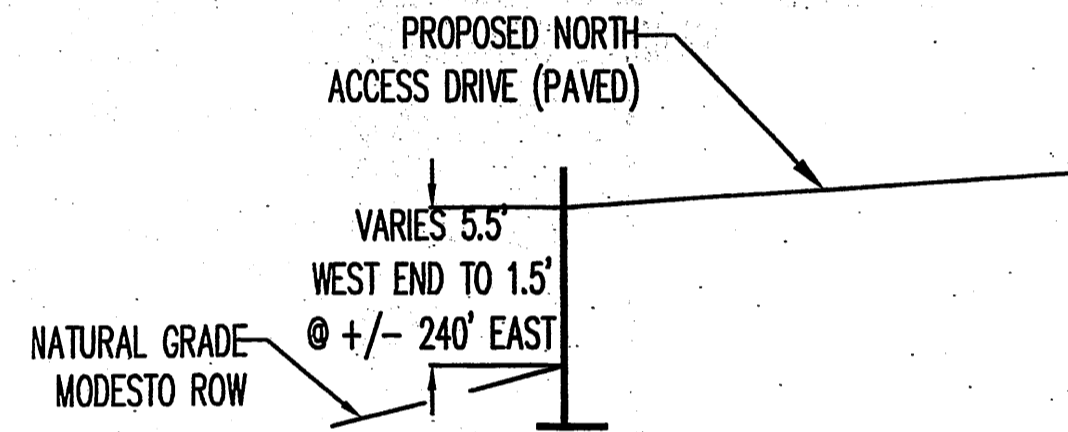 PROPOSED NORTH
ACCESS DRIVE (PAVED)
VARIES 5.5'
WEST END TO 1.5'
@ +/- 240' EAST
NATURAL GRADE
MODESTO ROW